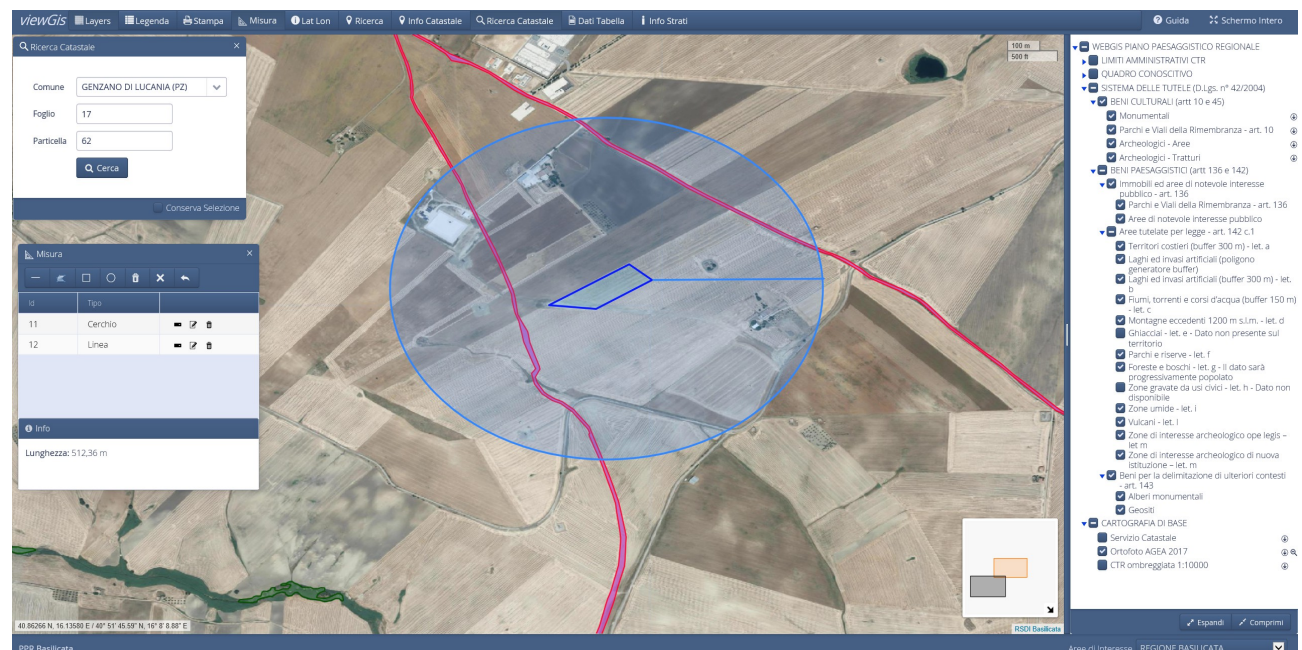 viewGis Layers Legenda Stampa Misura Lat Lon Ricerca Info Catastale Ricerca Catastale Dati Tabella Info Strati Guida Schermo Intero
Ricerca Catastale ×
Comune GENZANO DI LUCANIA (PZ)
Foglio 17
Particella 62
Cerca
Conserva Selezione
Misura ×
Id Tipo
11 Cerchio
12 Linea
Info
Lunghezza: 512,36 m
100 m
500 ft
40.86266 N, 16.13580 E / 40° 51' 45.59" N, 16° 8' 8.88" E
RSDI Basilicata
WEBGIS PIANO PAESAGGISTICO REGIONALE
LIMITI AMMINISTRATIVI CTR
QUADRO CONOSCITIVO
SISTEMA DELLE TUTELE (D.Lgs. n° 42/2004)
BENI CULTURALI (artt 10 e 45)
Monumentali
Parchi e Viali della Rimembranza - art. 10
Archeologici - Aree
Archeologici - Tratturi
BENI PAESAGGISTICI (artt 136 e 142)
Immobili ed aree di notevole interesse
pubblico - art. 136
Parchi e Viali della Rimembranza - art. 136
Aree di notevole interesse pubblico
Aree tutelate per legge - art. 142 c.1
Territori costieri (buffer 300 m) - let. a
Laghi ed invasi artificiali (poligono
generatore buffer)
Laghi ed invasi artificiali (buffer 300 m) - let.
b
Fiumi, torrenti e corsi d'acqua (buffer 150 m)
- let. c
Montagne eccedenti 1200 m s.l.m. - let. d
Ghiacciai - let. e - Dato non presente sul
territorio
Parchi e riserve - let. f
Foreste e boschi - let. g - Il dato sarà
progressivamente popolato
Zone gravate da usi civici - let. h - Dato non
disponibile
Zone umide - let. i
Vulcani - let. l
Zone di interesse archeologico ope legis –
let m
Zone di interesse archeologico di nuova
istituzione – let. m
Beni per la delimitazione di ulteriori contesti
- art. 143
Alberi monumentali
Geositi
CARTOGRAFIA DI BASE
Servizio Catastale
Ortofoto AGEA 2017
CTR ombreggiata 1:10000
Espandi Comprimi
PPR Basilicata Aree di interesse REGIONE BASILICATA